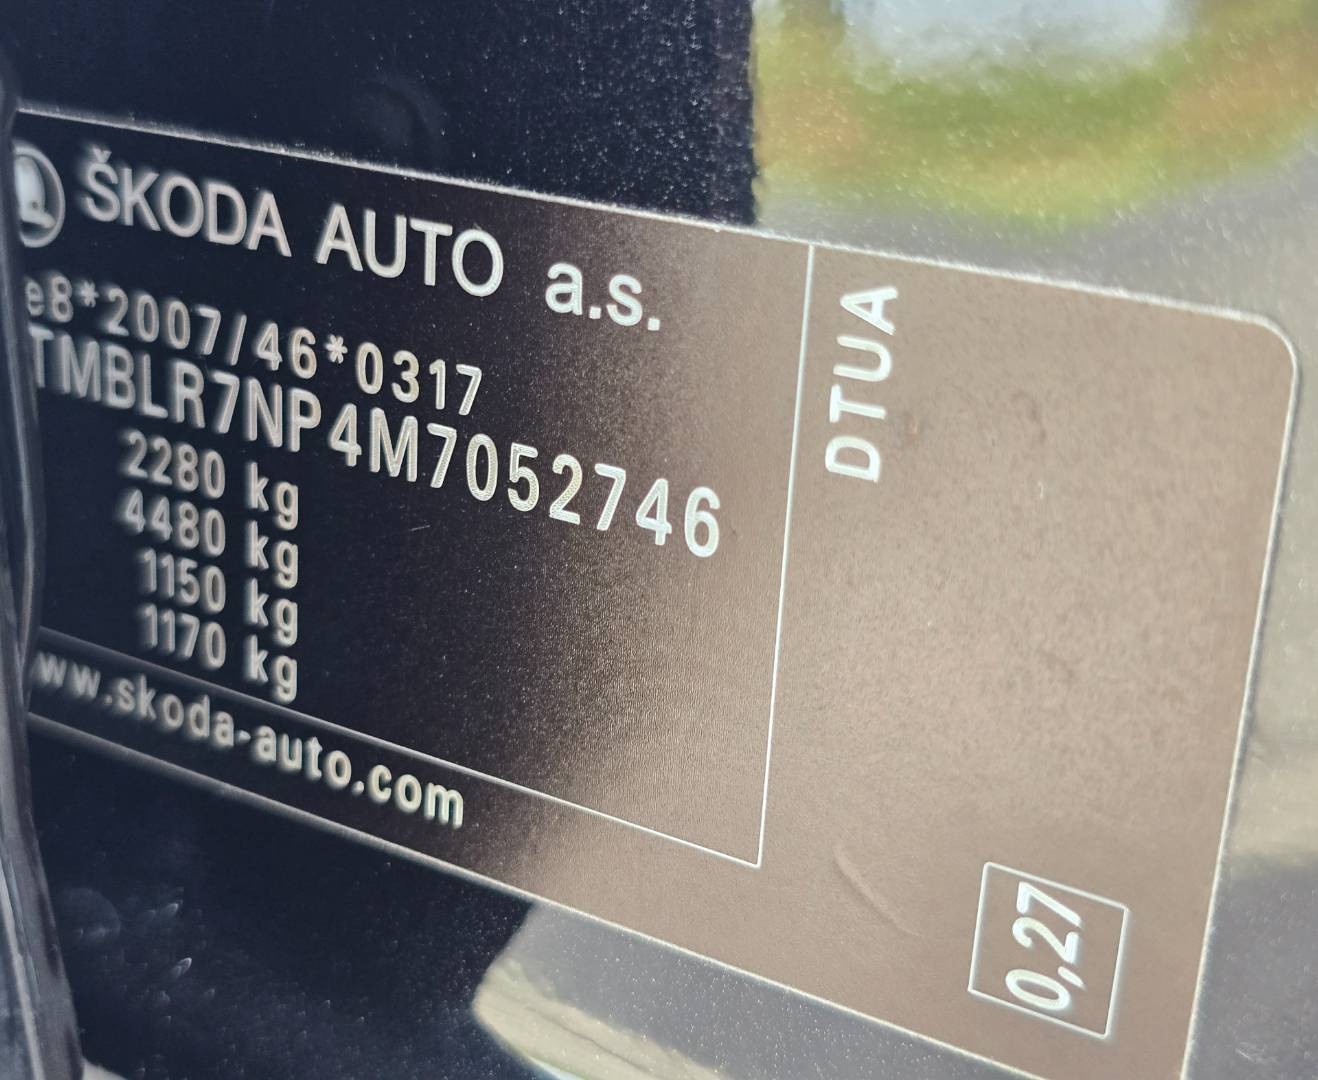 ŠKODA AUTO a.s.
e8*2007/46*0317
TMBLR7NP4M7052746
2280 kg
4480 kg
1150 kg
1170 kg
www.skoda-auto.com
DTUA
0,27